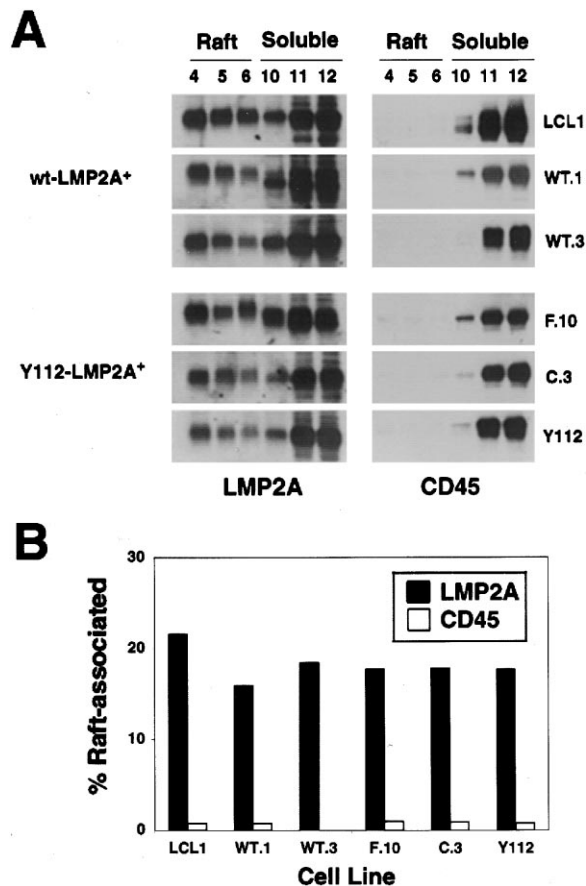 A
Raft Soluble Raft Soluble
4 5 6 10 11 12 4 5 6 10 11 12
LCL1
wt-LMP2A+ WT.1
WT.3
F.10
Y112-LMP2A+ C.3
Y112
LMP2A CD45
B
30
20
10
0
% Raft-associated
LMP2A
CD45
LCL1 WT.1 WT.3 F.10 C.3 Y112
Cell Line